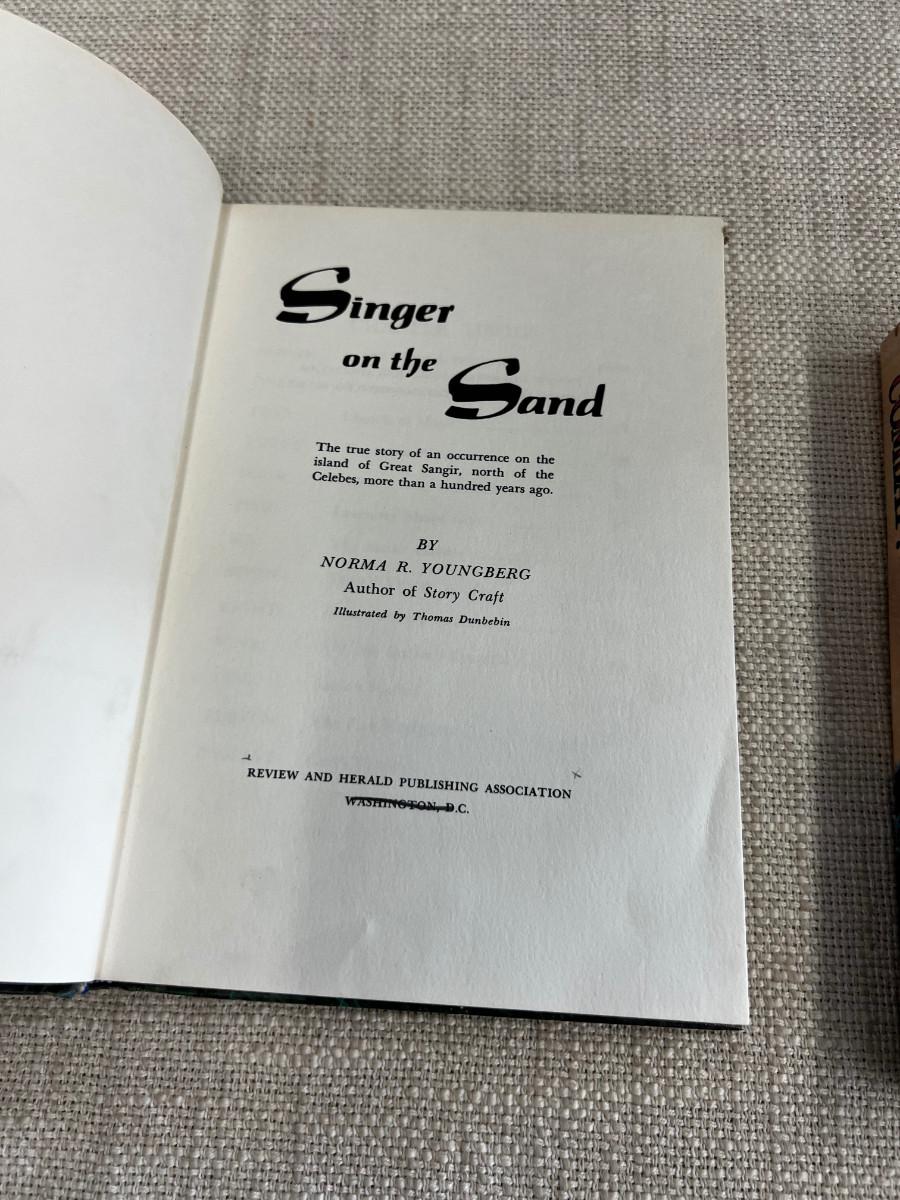 Singer
on the
Sand
The true story of an occurrence on the
island of Great Sangir, north of the
Celebes, more than a hundred years ago.
BY
NORMA R. YOUNGBERG
Author of Story Craft
Illustrated by Thomas Dunbebin
REVIEW AND HERALD PUBLISHING ASSOCIATION
WASHINGTON, D.C.